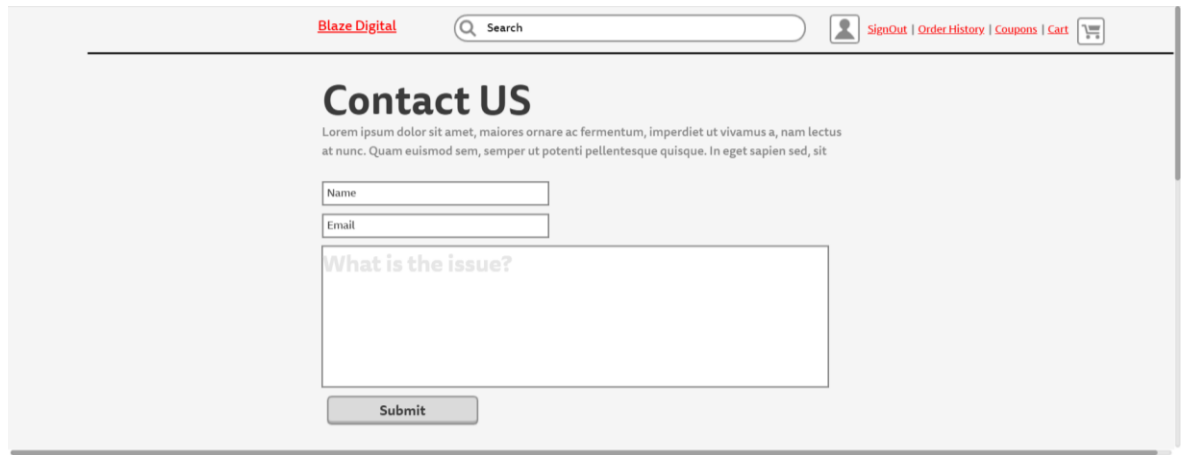 Blaze Digital
Search
SignOut | Order History | Coupons | Cart
Contact US
Lorem ipsum dolor sit amet, maiores ornare ac fermentum, imperdiet ut vivamus a, nam lectus
at nunc. Quam euismod sem, semper ut potenti pellentesque quisque. In eget sapien sed, sit
Name
Email
What is the issue?
Submit